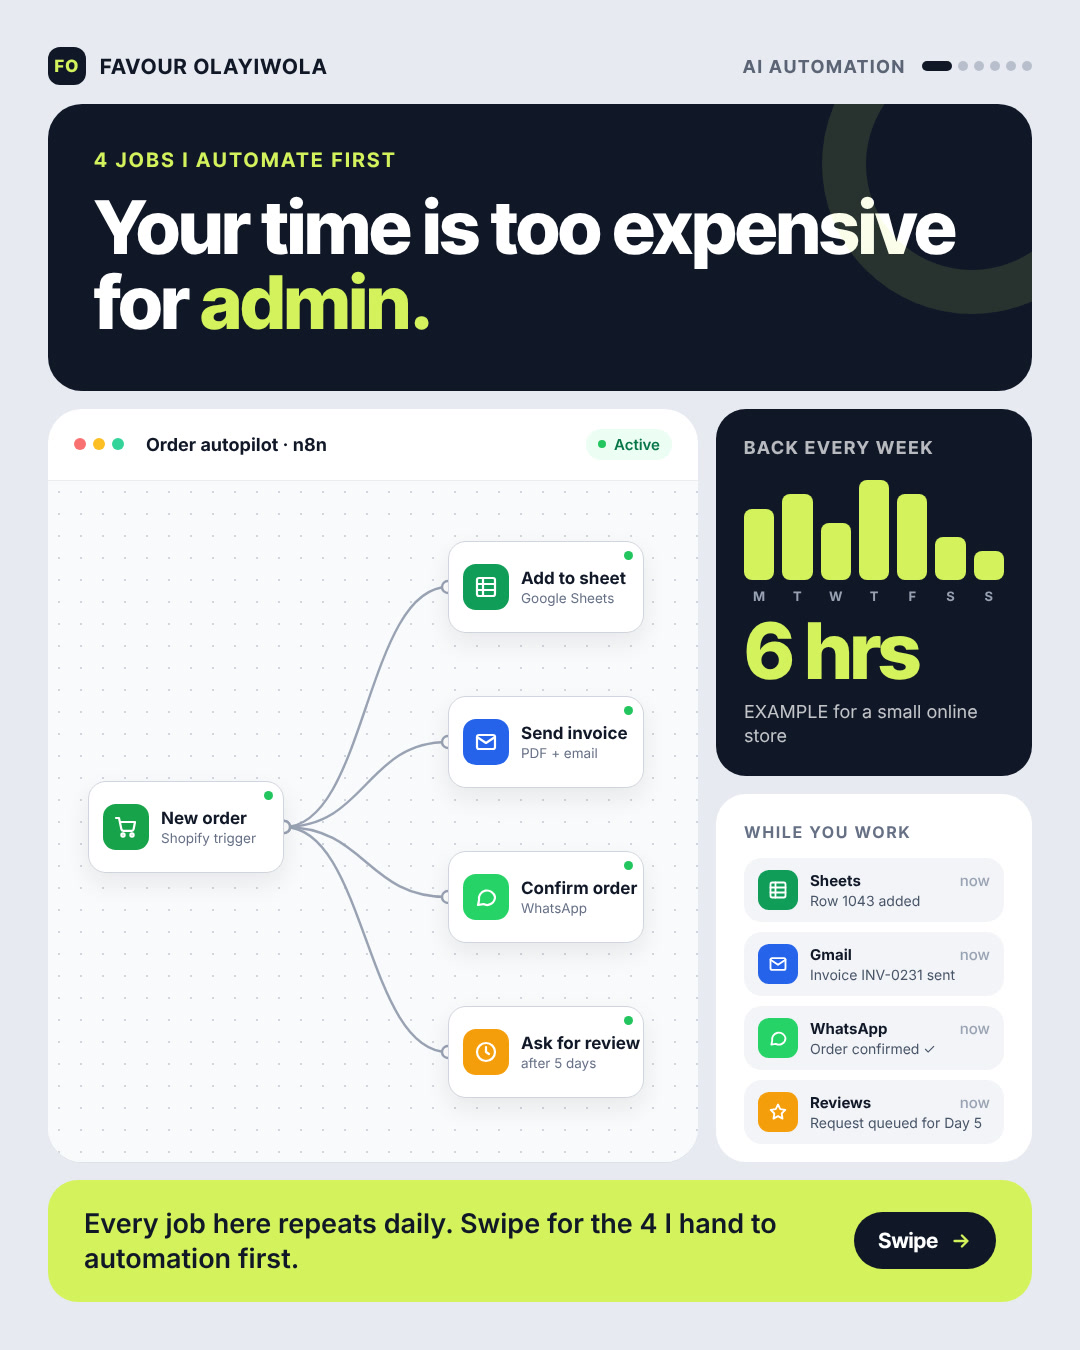 FO
FAVOUR OLAYIWOLA
AI AUTOMATION
4 JOBS I AUTOMATE FIRST
Your time is too expensive
for admin.
Order autopilot · n8n
Active
New order
Shopify trigger
Add to sheet
Google Sheets
Send invoice
PDF + email
Confirm order
WhatsApp
Ask for review
after 5 days
BACK EVERY WEEK
M T W T F S S
6 hrs
EXAMPLE for a small online
store
WHILE YOU WORK
Sheets now
Row 1043 added
Gmail now
Invoice INV-0231 sent
WhatsApp now
Order confirmed ✓
Reviews now
Request queued for Day 5
Every job here repeats daily. Swipe for the 4 I hand to
automation first.
Swipe →